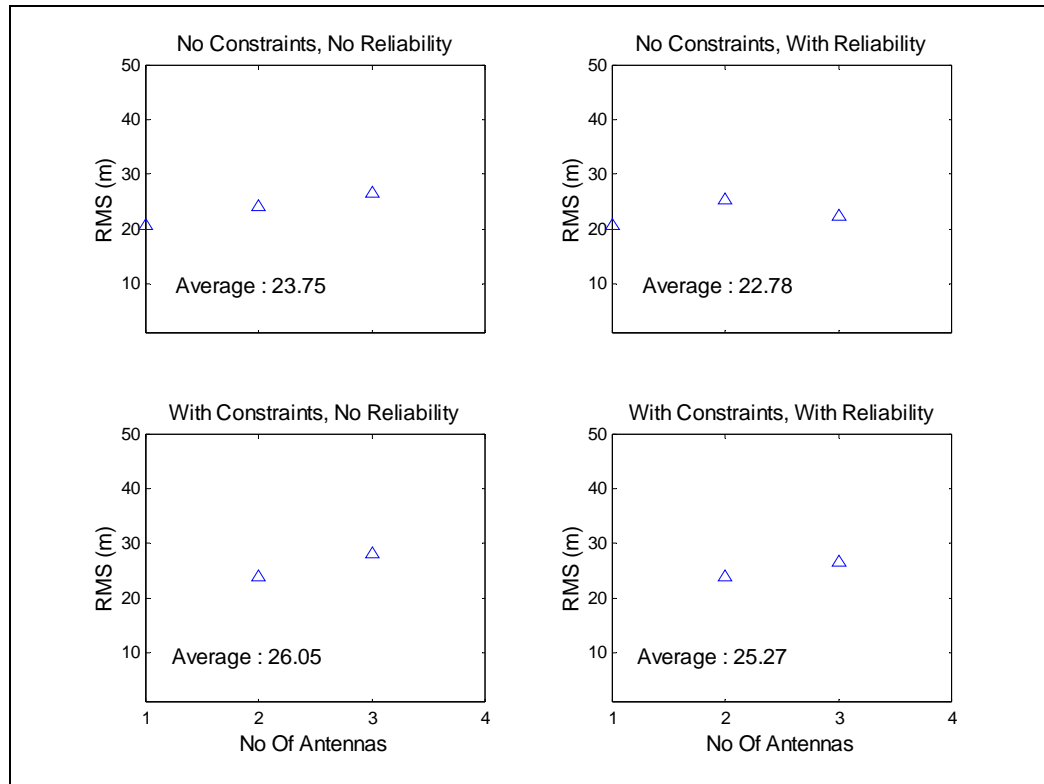 No Constraints, No Reliability
50
40
30
20
10
RMS (m)
Average : 23.75
No Constraints, With Reliability
50
40
30
20
10
RMS (m)
Average : 22.78
With Constraints, No Reliability
50
40
30
20
10
RMS (m)
Average : 26.05
1 2 3 4
No Of Antennas
With Constraints, With Reliability
50
40
30
20
10
RMS (m)
Average : 25.27
1 2 3 4
No Of Antennas